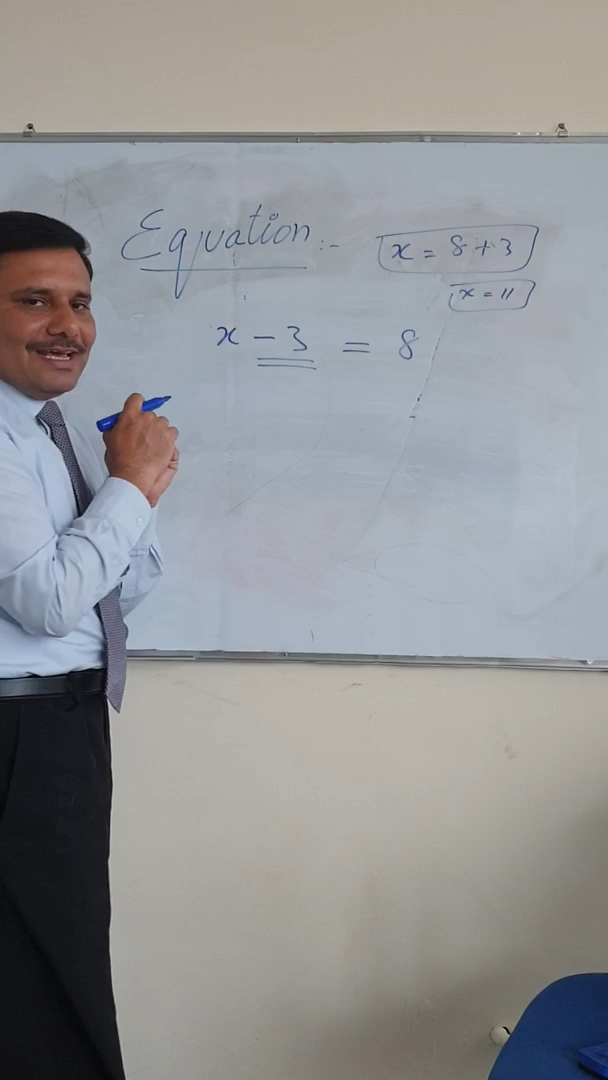 Equation:-
x = 8 + 3
x = 11
x - 3 = 8